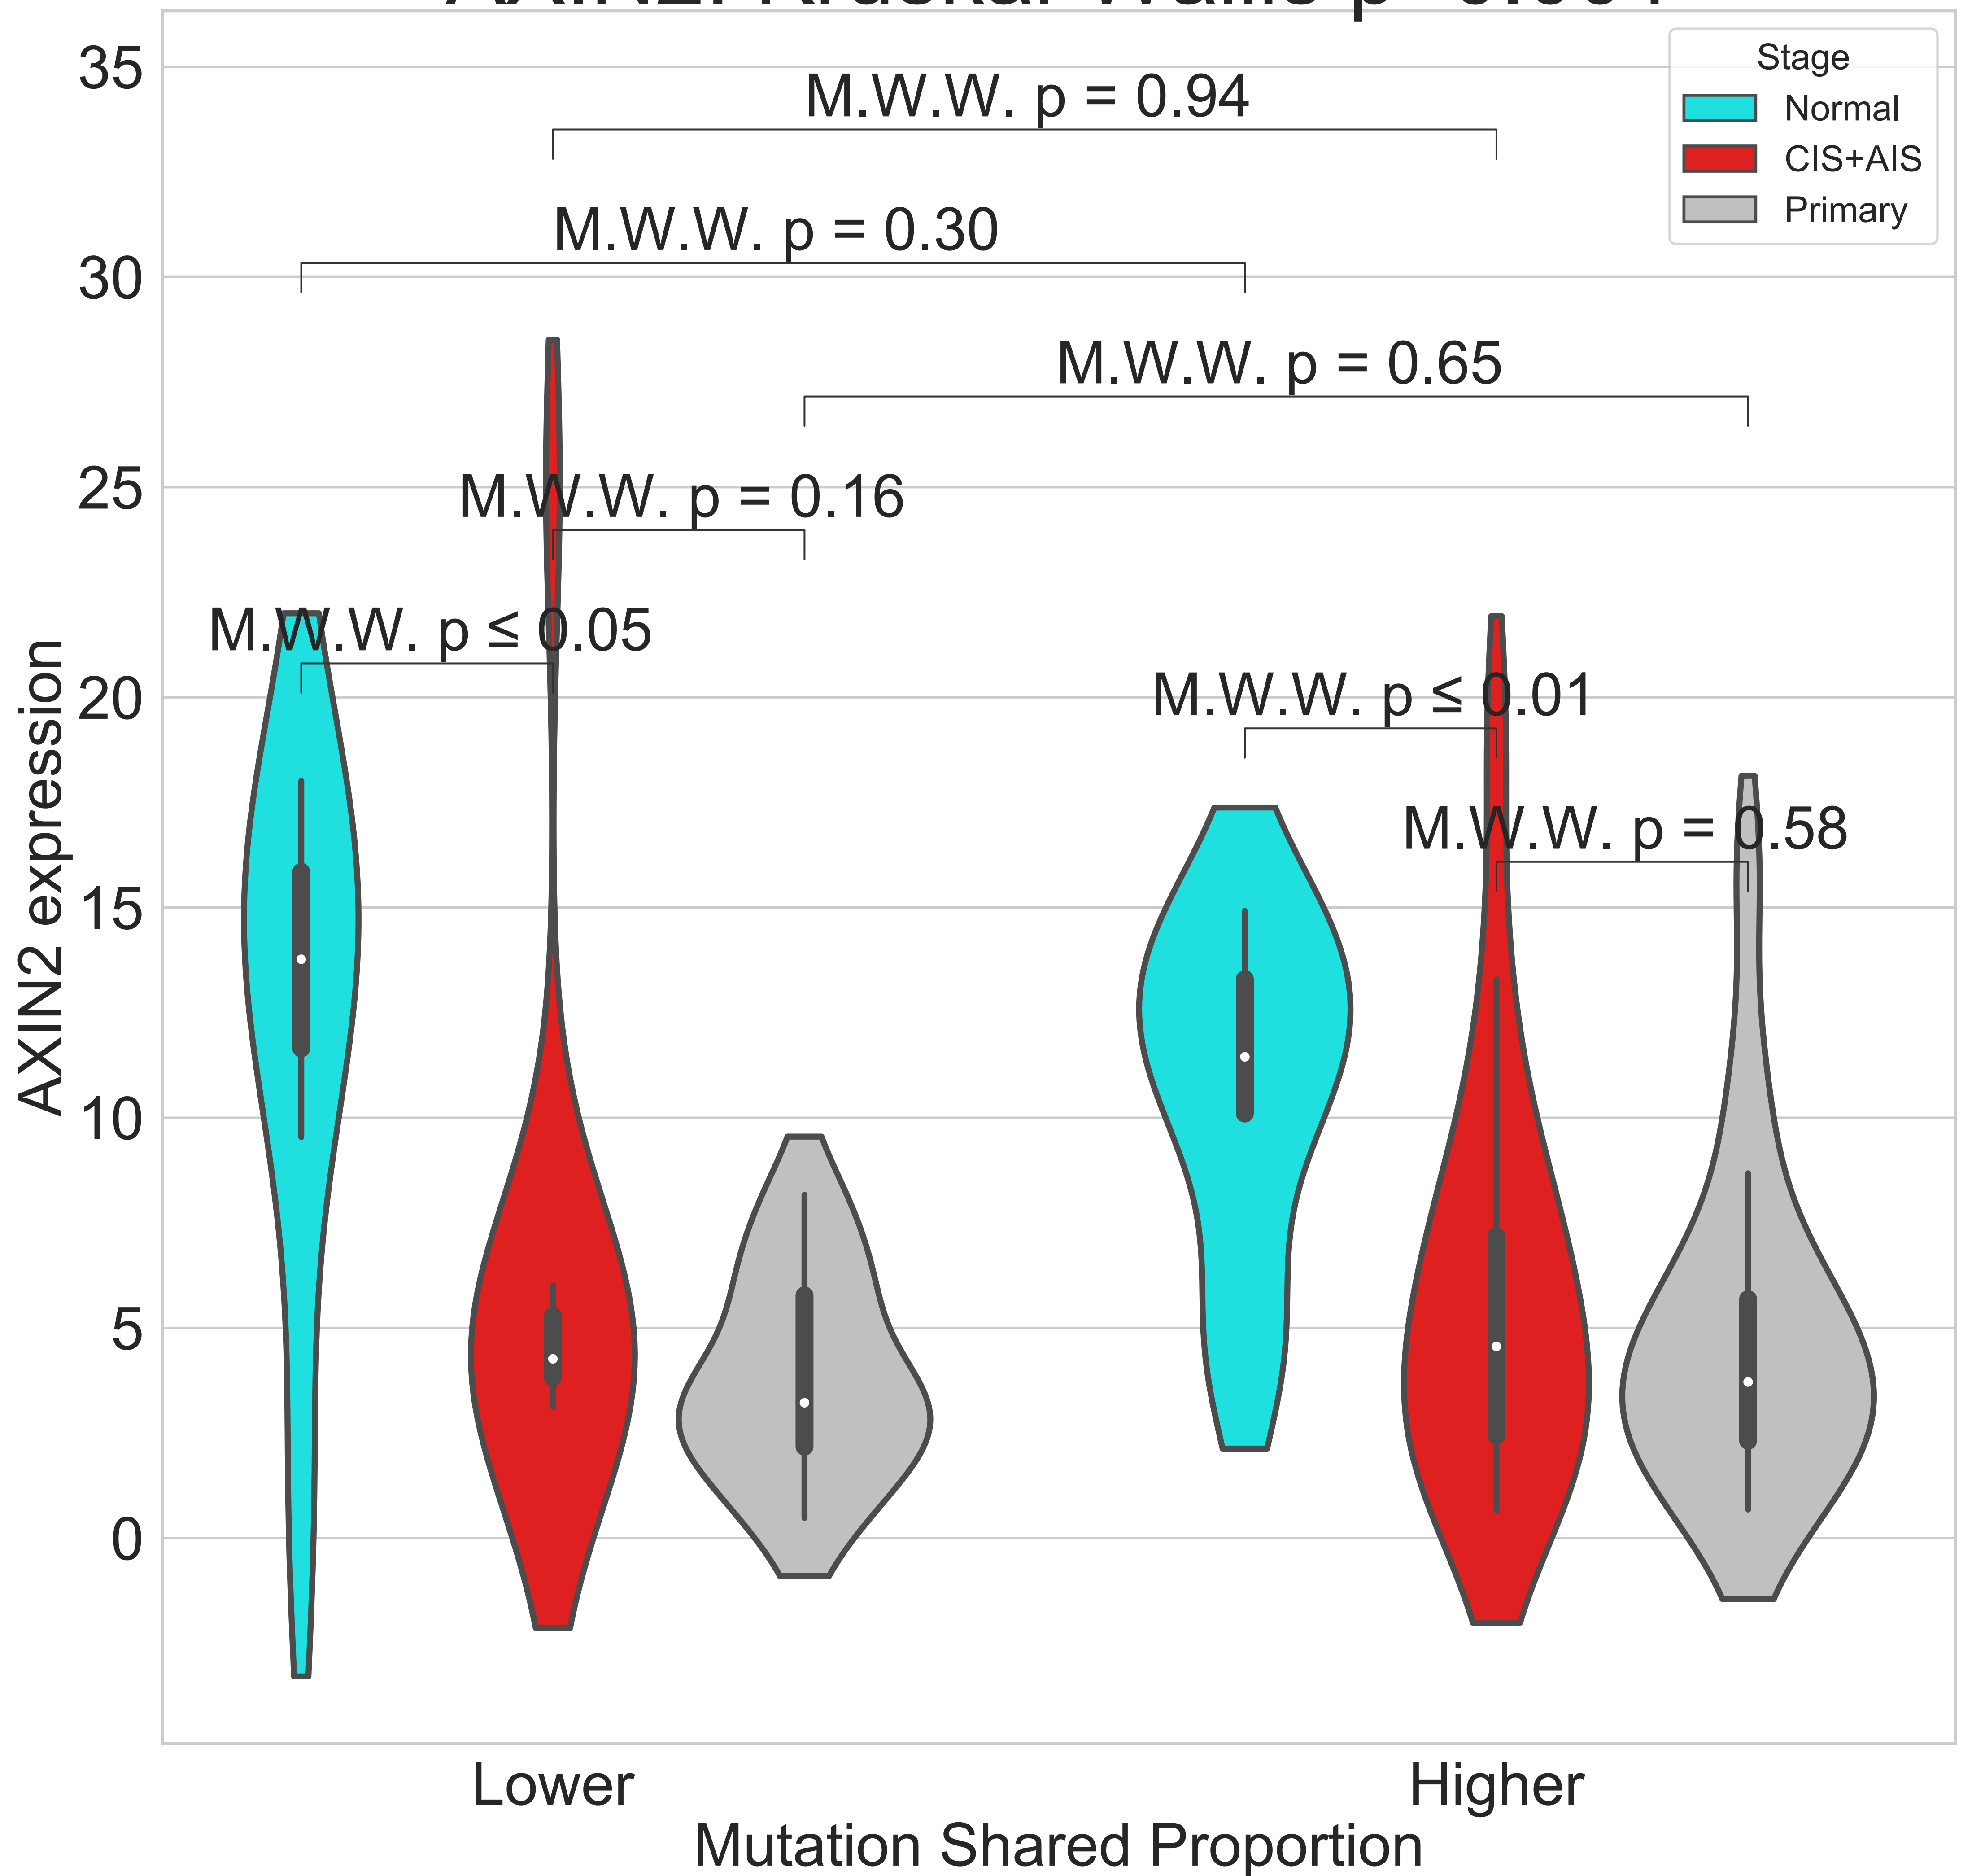 Stage
Normal
CIS+AIS
Primary
M.W.W. p = 0.94
M.W.W. p = 0.30
M.W.W. p = 0.65
M.W.W. p = 0.16
M.W.W. p ≤ 0.05
M.W.W. p ≤ 0.01
M.W.W. p = 0.58
35
30
25
20
15
10
5
0
AXIN2 expression
Lower
Higher
Mutation Shared Proportion